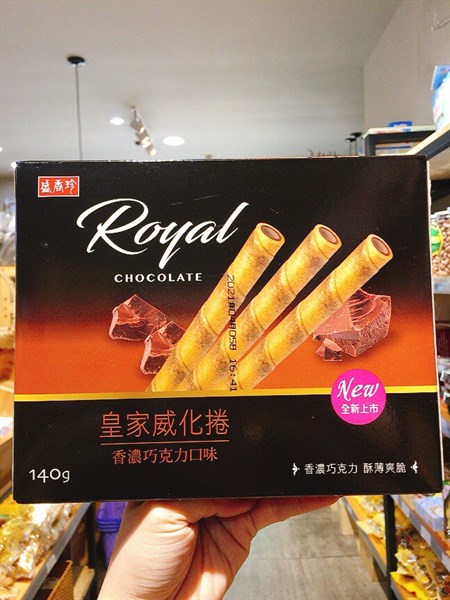 盛香珍
Royal
CHOCOLATE
New
全新上市
皇家威化捲
香濃巧克力口味
140g
香濃巧克力 酥薄爽脆